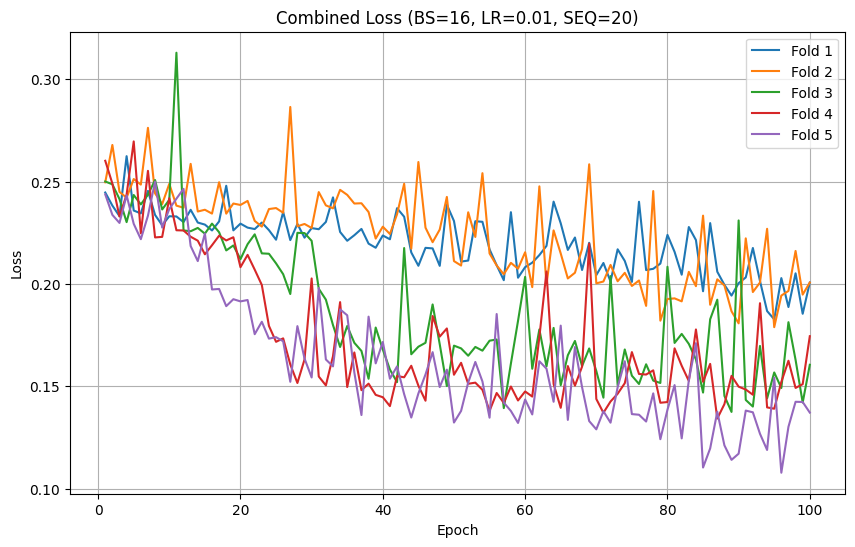 Combined Loss (BS=16, LR=0.01, SEQ=20)
Loss
0.30
0.25
0.20
0.15
0.10
Fold 1
Fold 2
Fold 3
Fold 4
Fold 5
0
20
40
60
80
100
Epoch